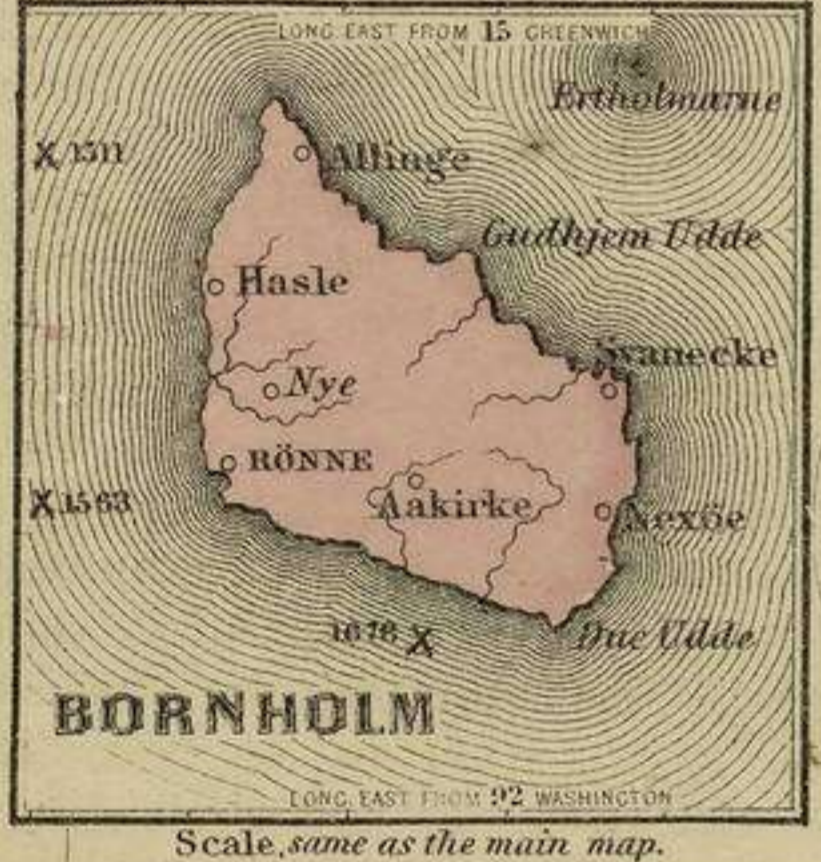 LONG. EAST FROM 15 GREENWICH
Ertholmarne
X 1511
Allinge
Gudhjem Udde
Hasle
Svanecke
Nye
RÖNNE
Aakirke
X 1563
Nexöe
1676 X
Due Udde
BORNHOLM
LONG. EAST FROM 92 WASHINGTON
Scale, same as the main map.